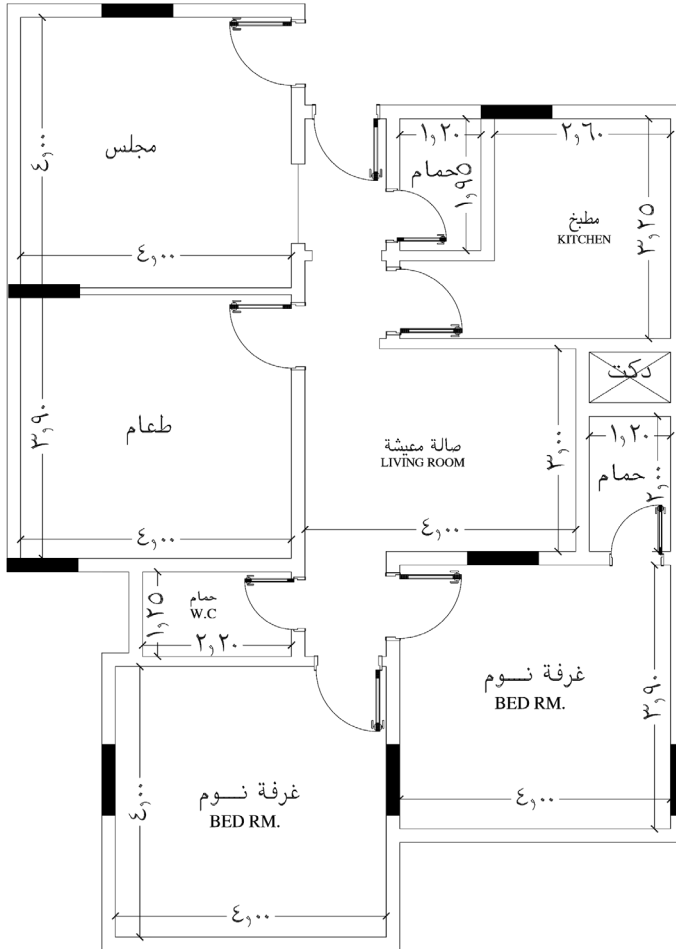 ٤,٠٠
مجلس
٤,٠٠
١,٢٠
حمام
١,٩٥
٢,٦٠
مطبخ
KITCHEN
٣,٢٥
دكت
٣,٩٠
طعام
٤,٠٠
صالة معيشة
LIVING ROOM
٣,٠٠
٤,٠٠
١,٢٠
حمام
٢,٠٠
١,٢٥
حمام
W.C
٢,٢٠
غرفة نــوم
BED RM.
٣,٩٠
٤,٠٠
٤,٠٠
غرفة نــوم
BED RM.
٤,٠٠